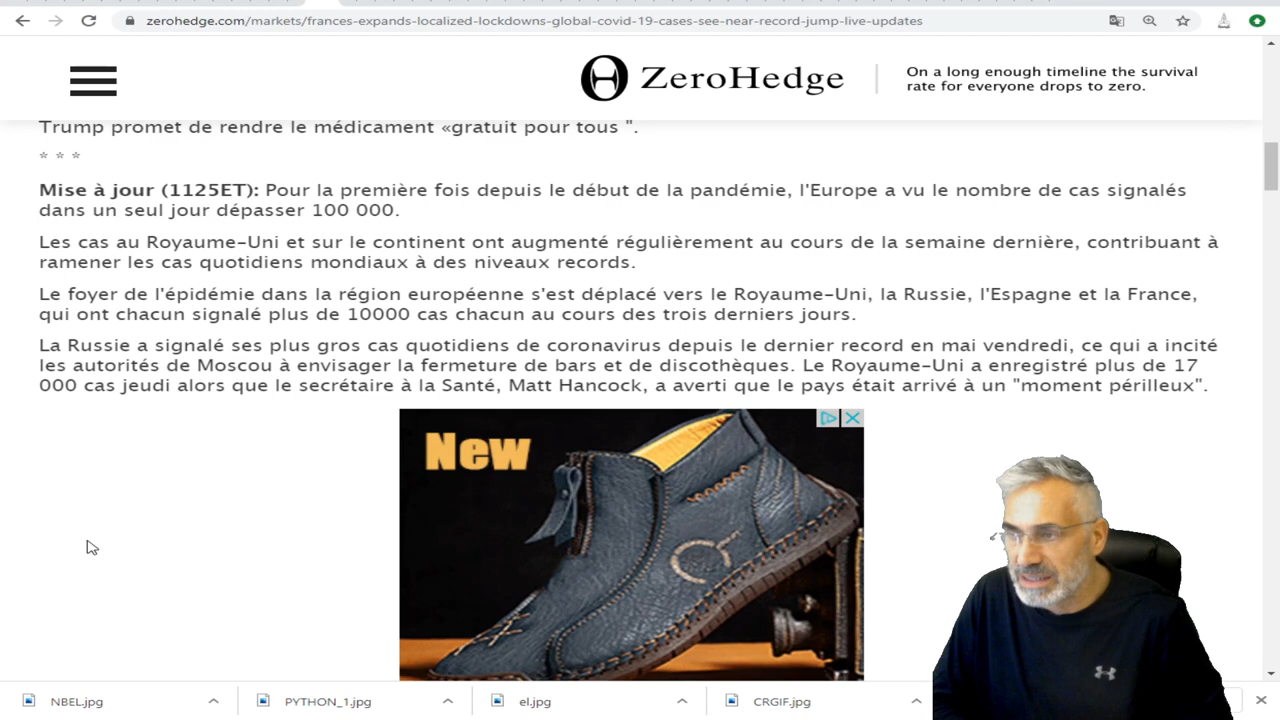 zerohedge.com/markets/frances-expands-localized-lockdowns-global-covid-19-cases-see-near-record-jump-live-updates
ZeroHedge
On a long enough timeline the survival
rate for everyone drops to zero.
Trump promet de rendre le médicament «gratuit pour tous ".
* * *
Mise à jour (1125ET): Pour la première fois depuis le début de la pandémie, l'Europe a vu le nombre de cas signalés
dans un seul jour dépasser 100 000.
Les cas au Royaume-Uni et sur le continent ont augmenté régulièrement au cours de la semaine dernière, contribuant à
ramener les cas quotidiens mondiaux à des niveaux records.
Le foyer de l'épidémie dans la région européenne s'est déplacé vers le Royaume-Uni, la Russie, l'Espagne et la France,
qui ont chacun signalé plus de 10000 cas chacun au cours des trois derniers jours.
La Russie a signalé ses plus gros cas quotidiens de coronavirus depuis le dernier record en mai vendredi, ce qui a incité
les autorités de Moscou à envisager la fermeture de bars et de discothèques. Le Royaume-Uni a enregistré plus de 17
000 cas jeudi alors que le secrétaire à la Santé, Matt Hancock, a averti que le pays était arrivé à un "moment périlleux".
New
NBEL.jpg
PYTHON_1.jpg
el.jpg
CRGIF.jpg